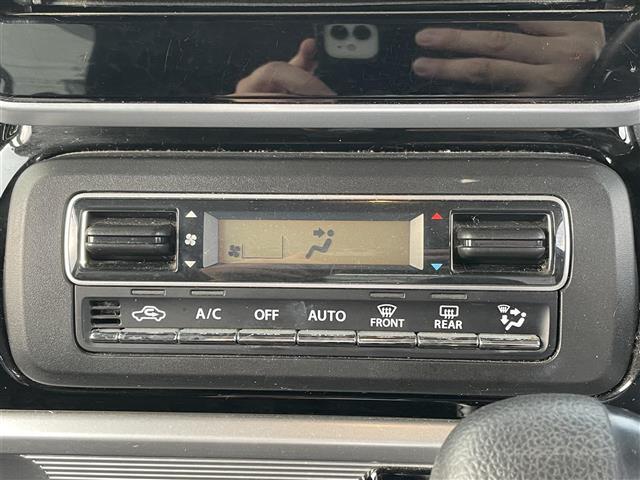 A/C OFF AUTO FRONT REAR